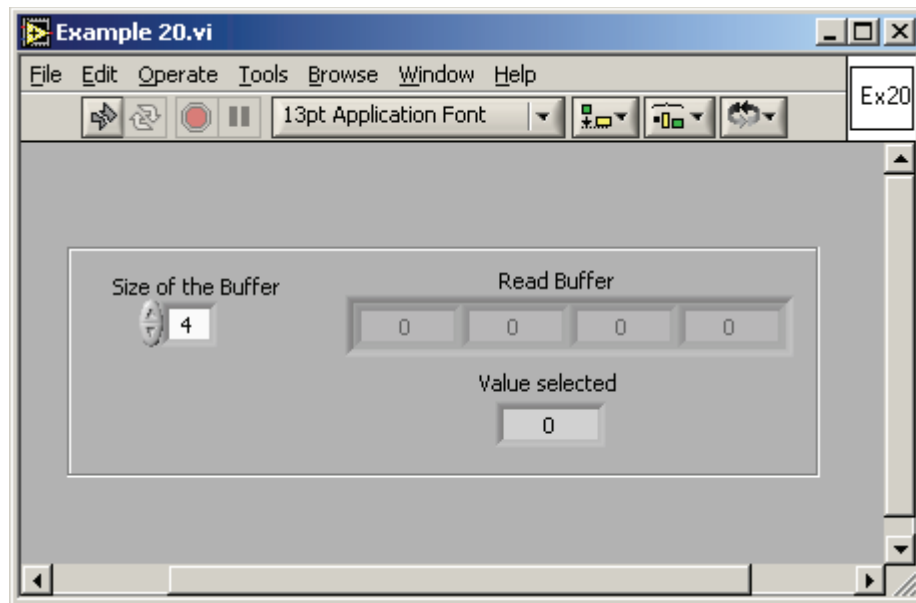 Example 20.vi
File Edit Operate Tools Browse Window Help
13pt Application Font
Ex20
Size of the Buffer
4
Read Buffer
0 0 0 0
Value selected
0